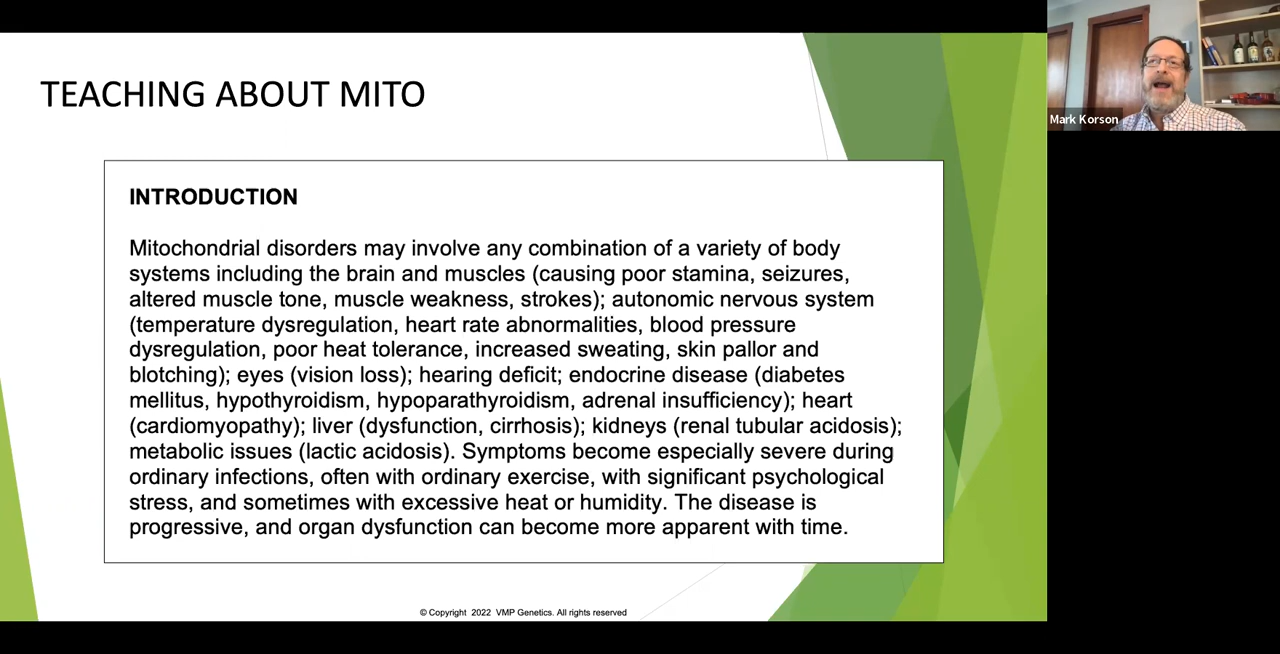 TEACHING ABOUT MITO
Mark Korson
INTRODUCTION
Mitochondrial disorders may involve any combination of a variety of body
systems including the brain and muscles (causing poor stamina, seizures,
altered muscle tone, muscle weakness, strokes); autonomic nervous system
(temperature dysregulation, heart rate abnormalities, blood pressure
dysregulation, poor heat tolerance, increased sweating, skin pallor and
blotching); eyes (vision loss); hearing deficit; endocrine disease (diabetes
mellitus, hypothyroidism, hypoparathyroidism, adrenal insufficiency); heart
(cardiomyopathy); liver (dysfunction, cirrhosis); kidneys (renal tubular acidosis);
metabolic issues (lactic acidosis). Symptoms become especially severe during
ordinary infections, often with ordinary exercise, with significant psychological
stress, and sometimes with excessive heat or humidity. The disease is
progressive, and organ dysfunction can become more apparent with time.
© Copyright 2022 VMP Genetics. All rights reserved